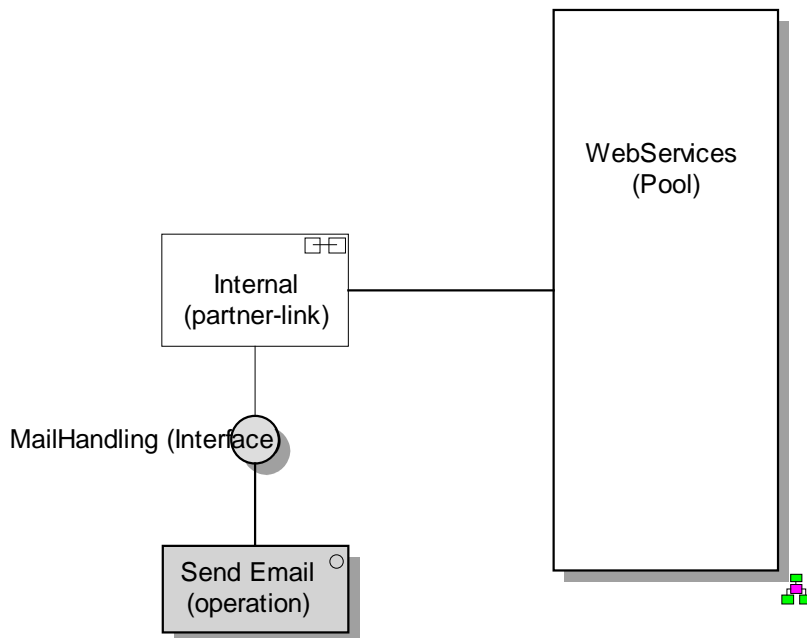 WebServices
(Pool)
Internal
(partner-link)
MailHandling (Interface)
Send Email
(operation)